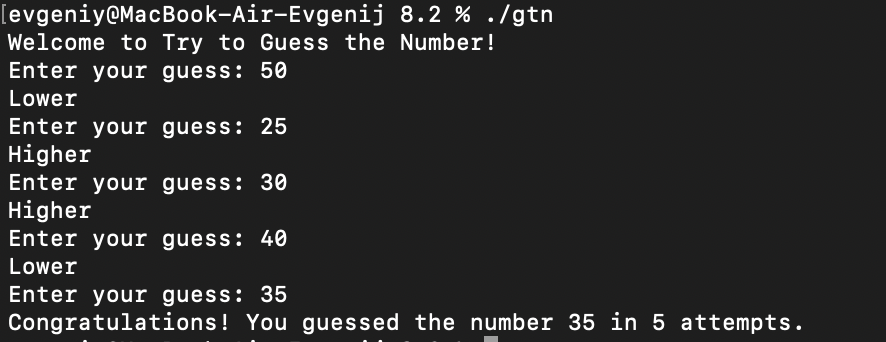 [evgeniy@MacBook-Air-Evgenij 8.2 % ./gtn
Welcome to Try to Guess the Number!
Enter your guess: 50
Lower
Enter your guess: 25
Higher
Enter your guess: 30
Higher
Enter your guess: 40
Lower
Enter your guess: 35
Congratulations! You guessed the number 35 in 5 attempts.